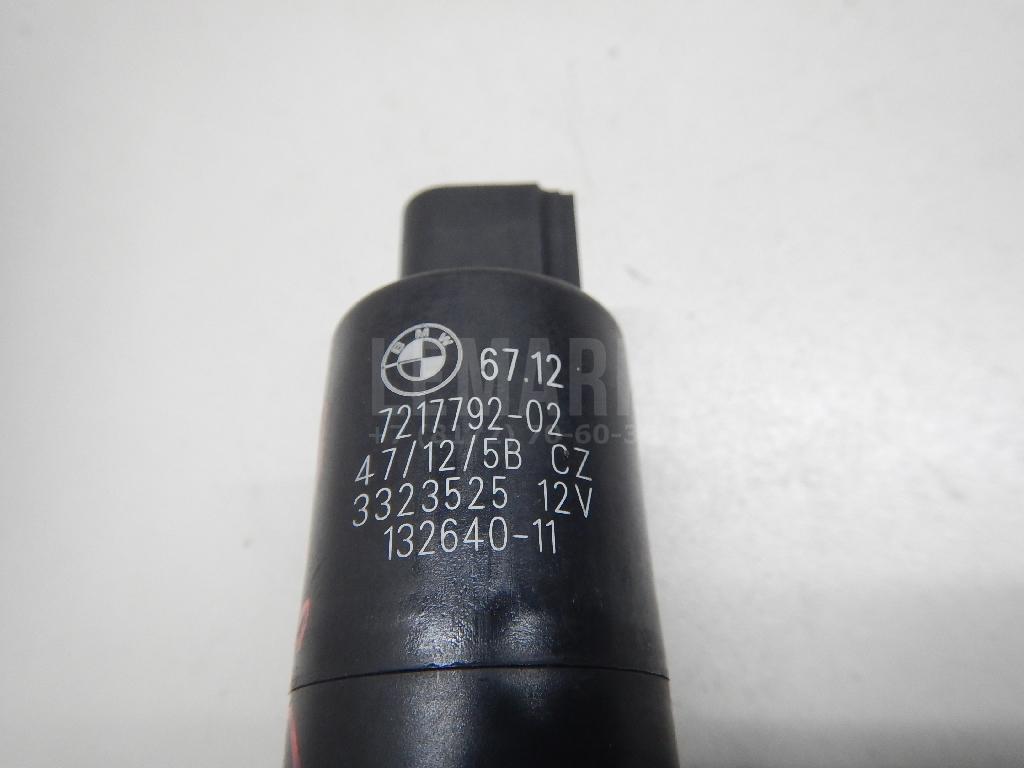 BMW 67.12
7217792-02
47/12/5B CZ
3323525 12V
132640-11